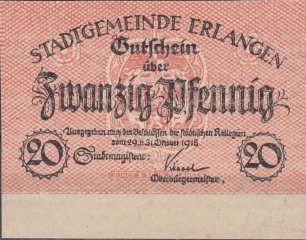 STADTGEMEINDE ERLANGEN
Gutschein
über
Zwanzig Pfennig
Ausgegeben nach den Beschlüssen der städtischen Kollegien
vom 29. u. 31. Oktober 1918
20 Stadtmagistrat: 20
Oberbürgermeister.